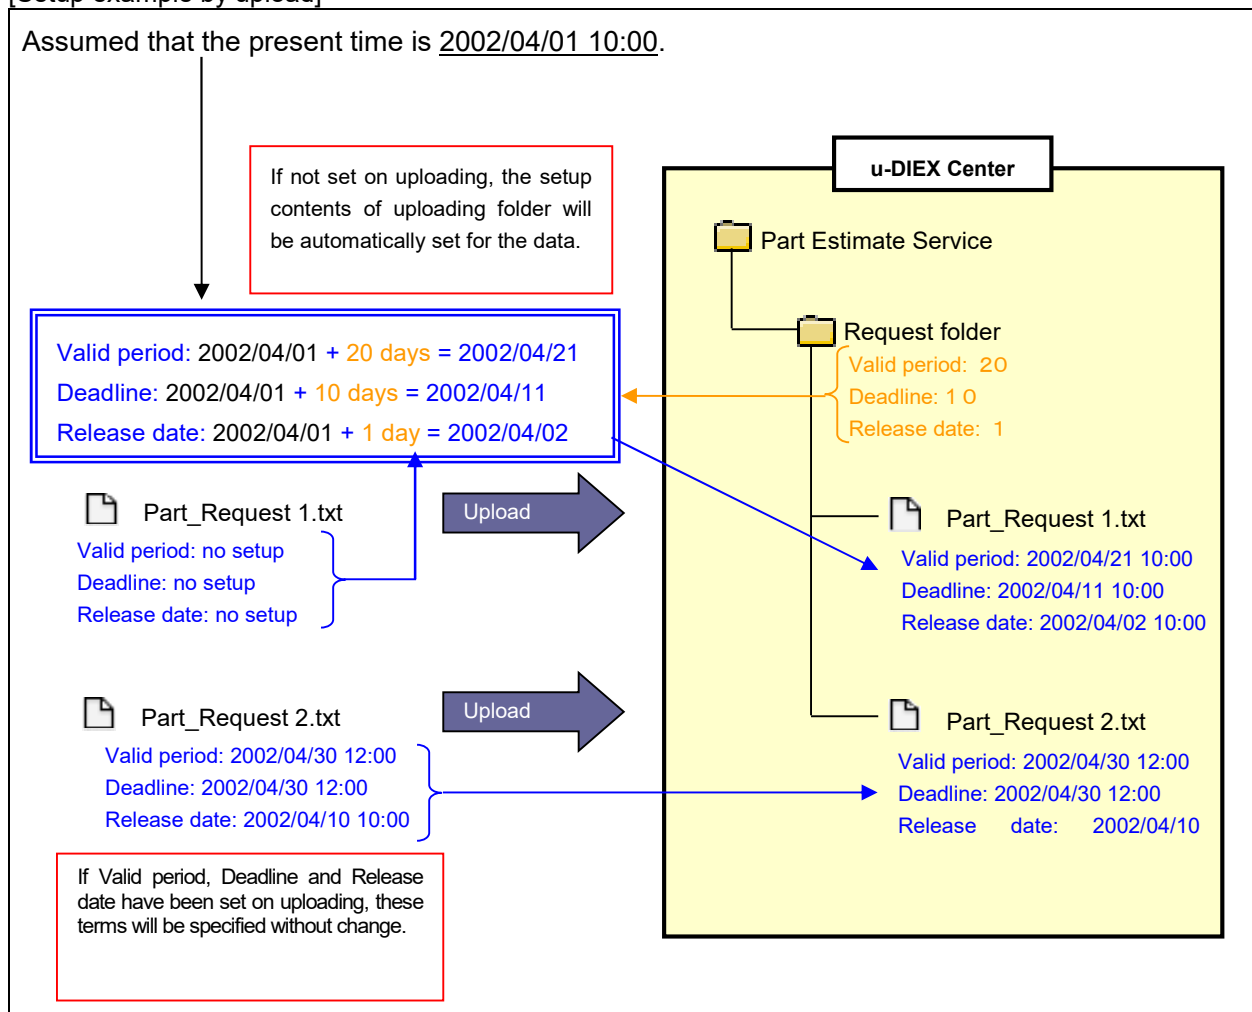 [Setup example by upload]
Assumed that the present time is 2002/04/01 10:00.
If not set on uploading, the setup
contents of uploading folder will
be automatically set for the data.
Valid period: 2002/04/01 + 20 days = 2002/04/21
Deadline: 2002/04/01 + 10 days = 2002/04/11
Release date: 2002/04/01 + 1 day = 2002/04/02
Part_Request 1.txt
Valid period: no setup
Deadline: no setup
Release date: no setup
Upload
Part_Request 2.txt
Valid period: 2002/04/30 12:00
Deadline: 2002/04/30 12:00
Release date: 2002/04/10 10:00
Upload
If Valid period, Deadline and Release
date have been set on uploading, these
terms will be specified without change.
u-DIEX Center
Part Estimate Service
Request folder
Valid period: 20
Deadline: 10
Release date: 1
Part_Request 1.txt
Valid period: 2002/04/21 10:00
Deadline: 2002/04/11 10:00
Release date: 2002/04/02 10:00
Part_Request 2.txt
Valid period: 2002/04/30 12:00
Deadline: 2002/04/30 12:00
Release date: 2002/04/10